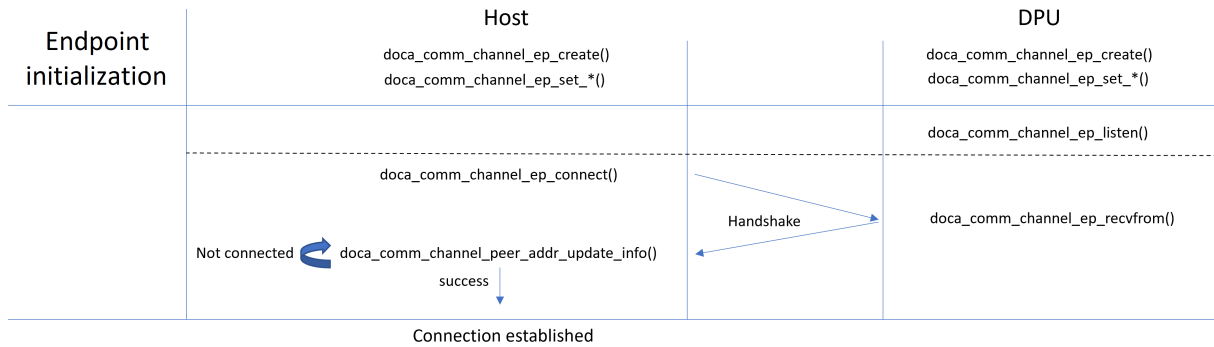 Host
DPU
Endpoint
initialization
doca_comm_channel_ep_create()
doca_comm_channel_ep_create()
doca_comm_channel_ep_set_*()
doca_comm_channel_ep_set_*()
doca_comm_channel_ep_listen()
doca_comm_channel_ep_connect()
Handshake
doca_comm_channel_ep_recvfrom()
Not connected
doca_comm_channel_peer_addr_update_info()
success
Connection established